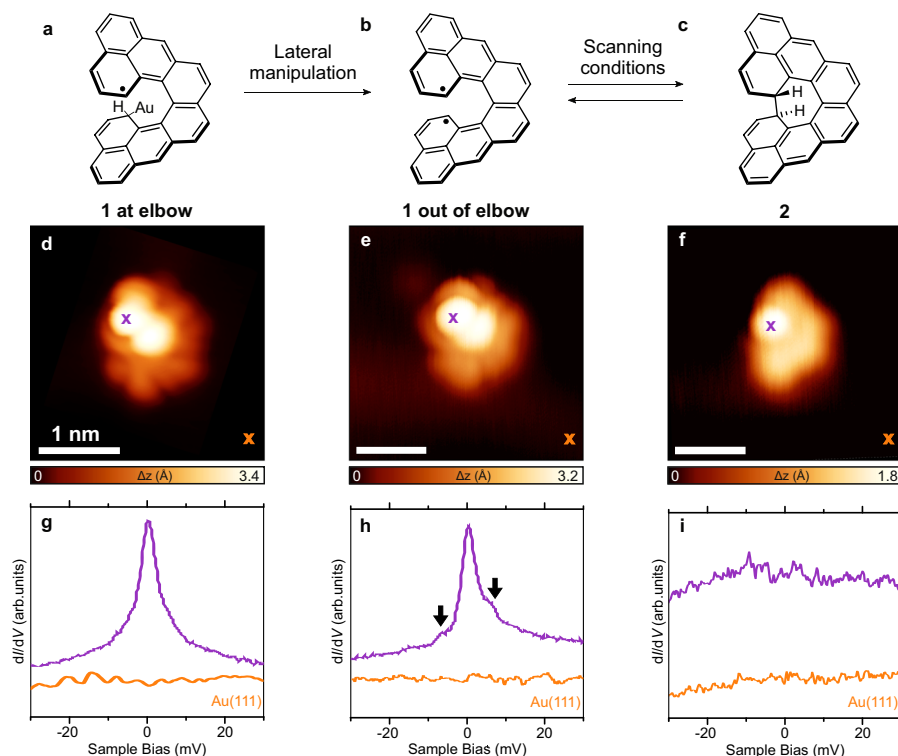 a
Lateral
manipulation
b
Scanning
conditions
c
H
Au
H
H
1 at elbow
1 out of elbow
2
d
x
1 nm
x
e
x
x
f
x
x
0 Δz (Å) 3.4
0 Δz (Å) 3.2
0 Δz (Å) 1.8
g
dI/dV (arb.units)
Au(111)
-20 0 20
Sample Bias (mV)
h
dI/dV (arb.units)
Au(111)
-20 0 20
Sample Bias (mV)
i
dI/dV (arb.units)
Au(111)
-20 0 20
Sample Bias (mV)